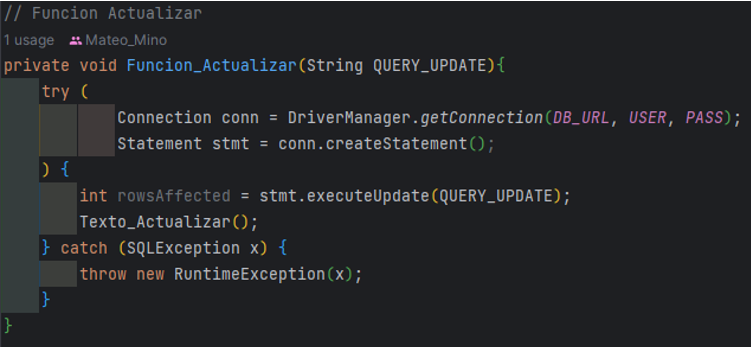 // Funcion Actualizar
1 usage Mateo_Mino
private void Funcion_Actualizar(String QUERY_UPDATE){
try (
Connection conn = DriverManager.getConnection(DB_URL, USER, PASS);
Statement stmt = conn.createStatement();
) {
int rowsAffected = stmt.executeUpdate(QUERY_UPDATE);
Texto_Actualizar();
} catch (SQLException x) {
throw new RuntimeException(x);
}
}